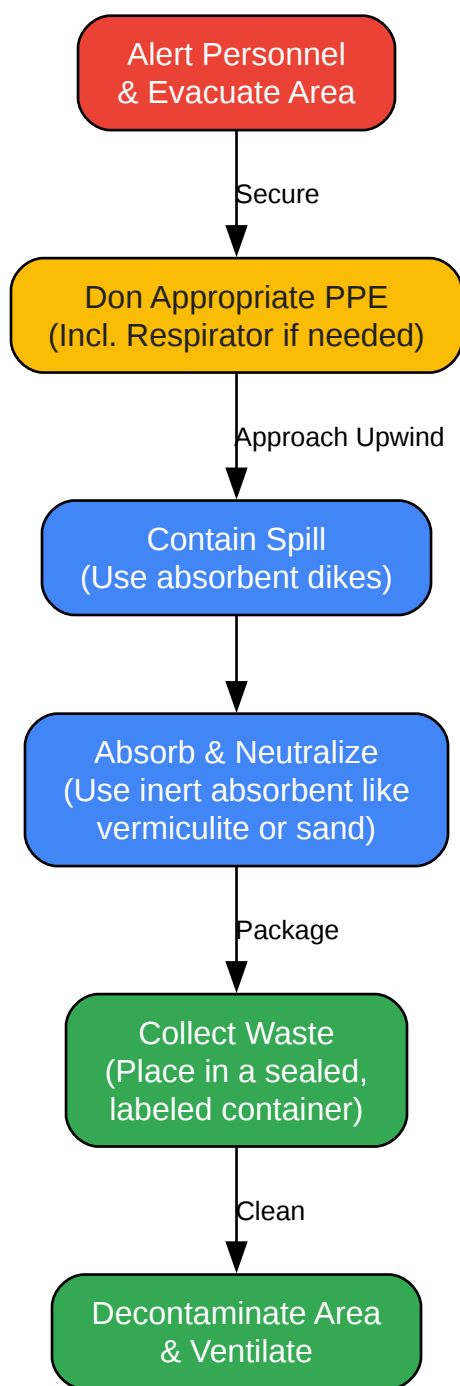 Alert Personnel
& Evacuate Area
Secure
Don Appropriate PPE
(Incl. Respirator if needed)
Approach Upwind
Contain Spill
(Use absorbent dikes)
Absorb & Neutralize
(Use inert absorbent like
vermiculite or sand)
Package
Collect Waste
(Place in a sealed,
labeled container)
Clean
Decontaminate Area
& Ventilate